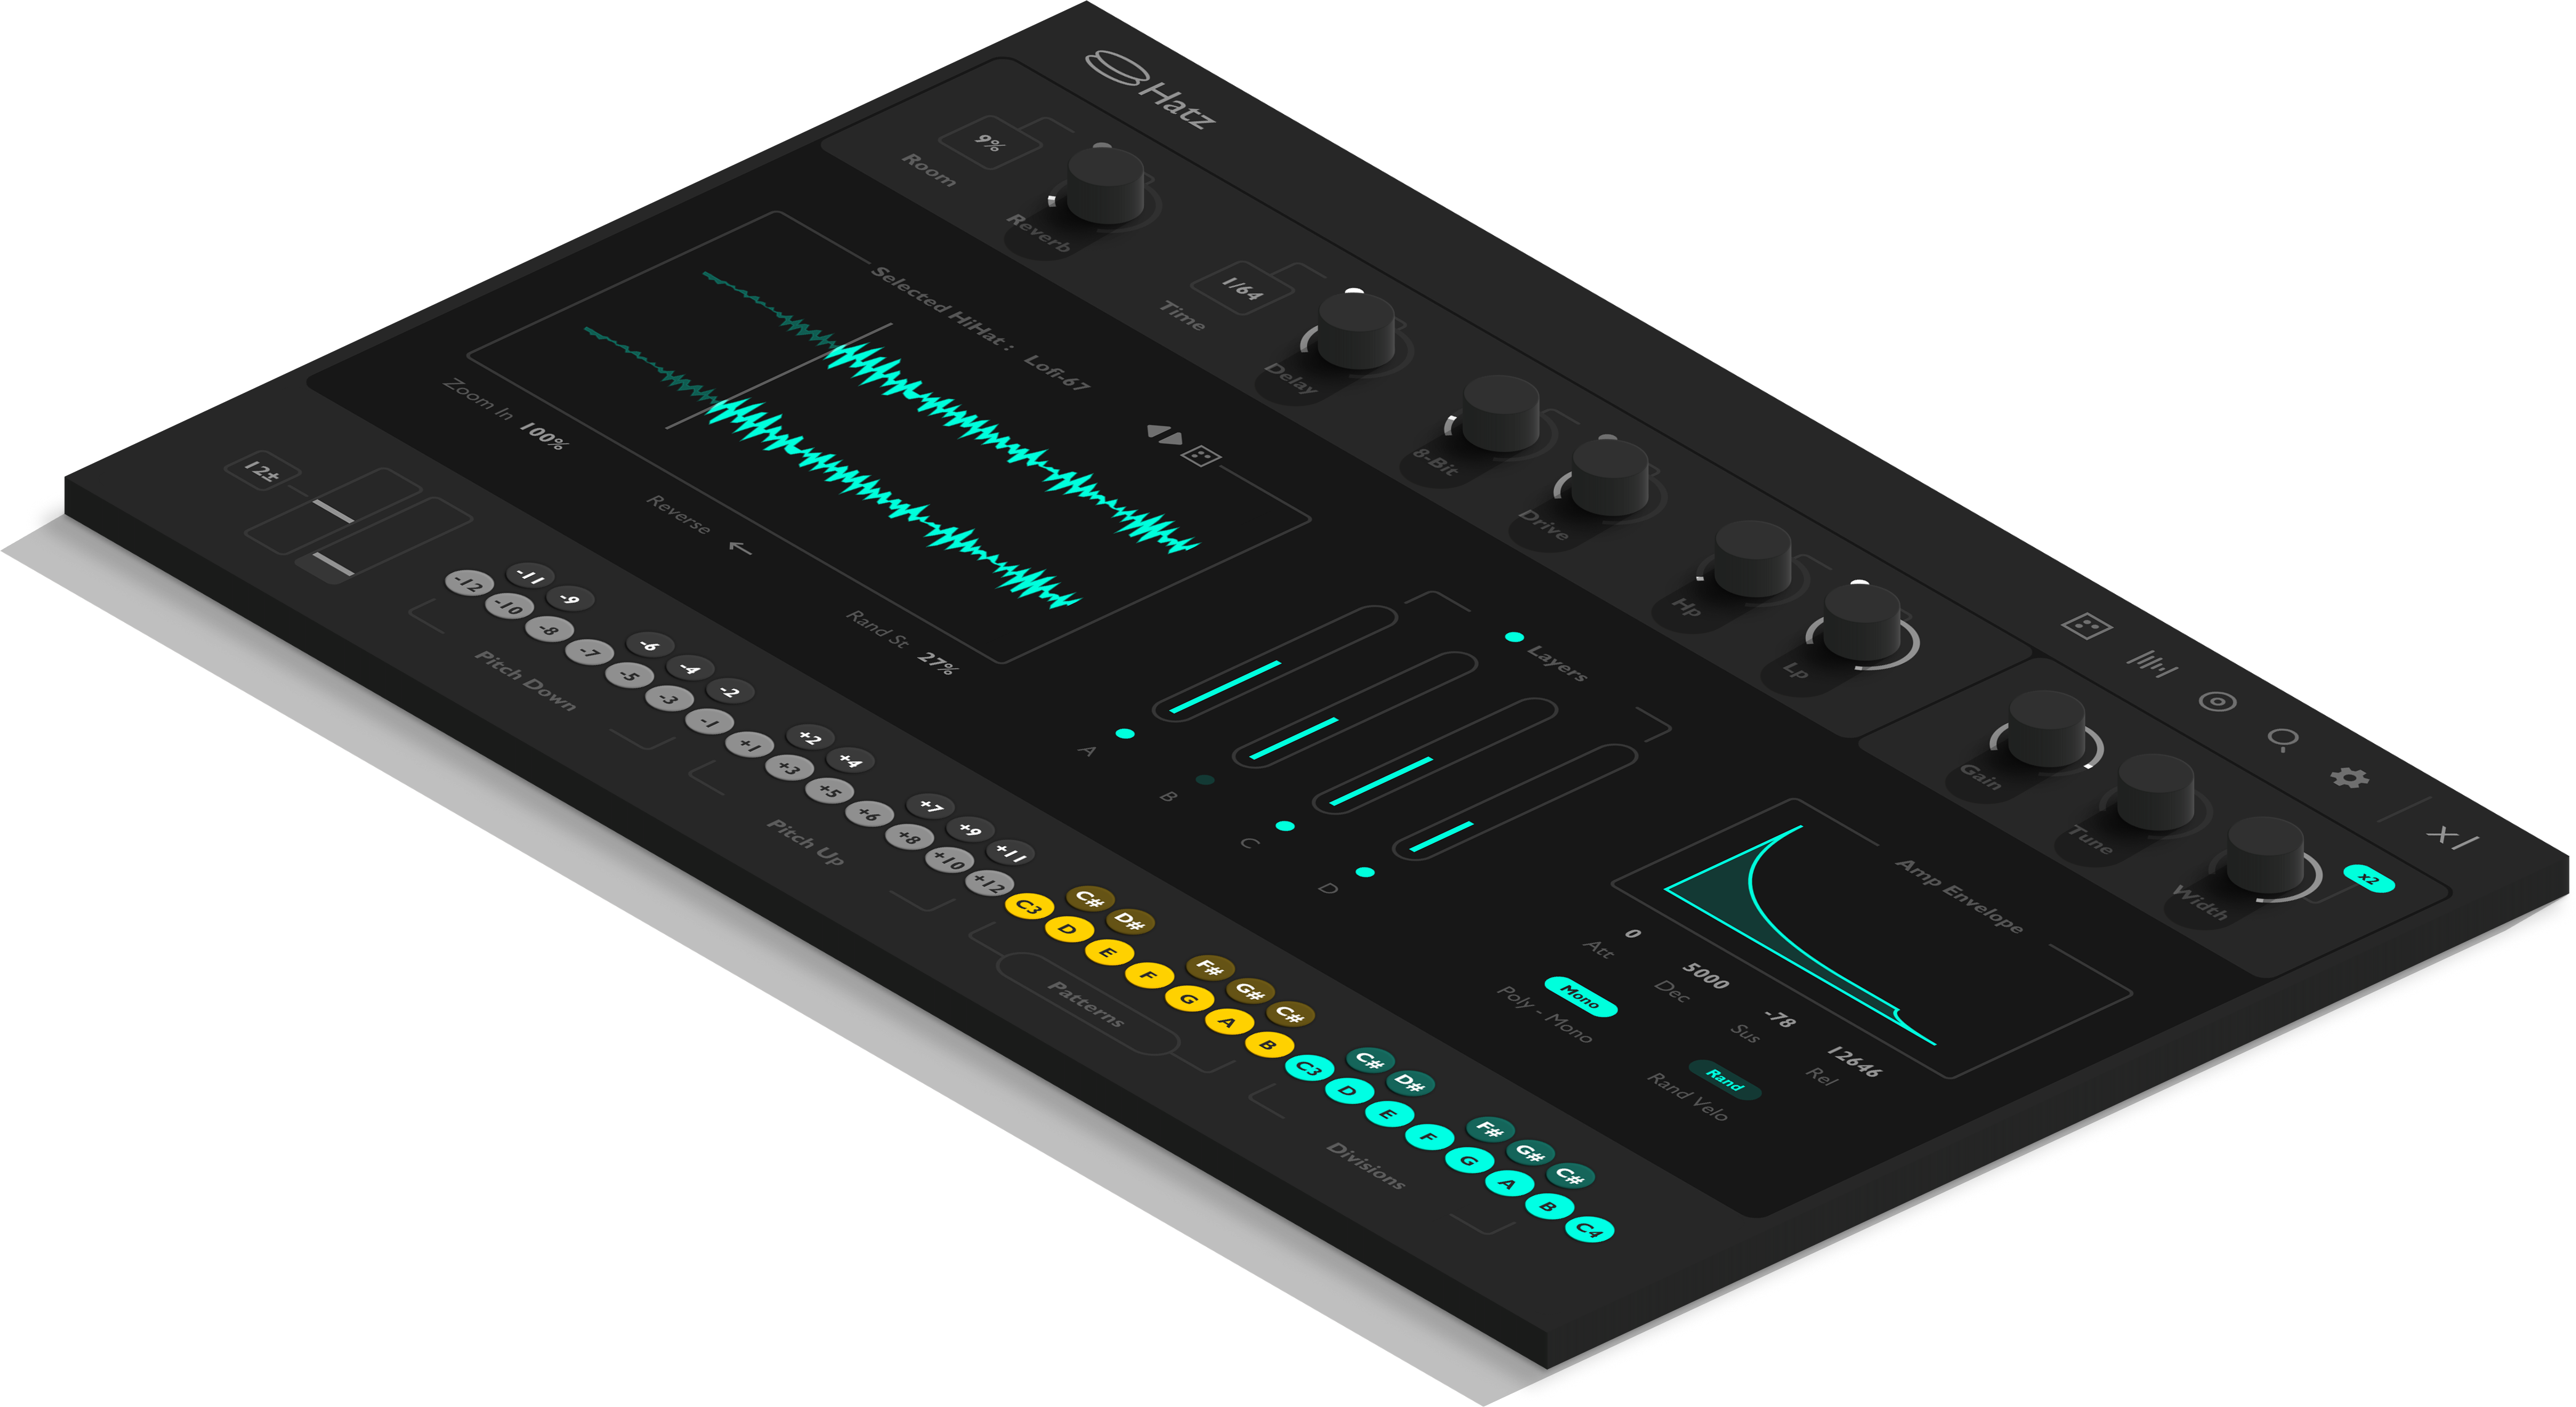 Hatz
9%
Room
Reverb
1/64
Time
Delay
8-Bit
Drive
Hp
Lp
Gain
Tune
Width
x2
Selected HiHat : Lofi-67
Zoom In 100%
Reverse
Rand St 27%
Layers
A
B
C
D
Amp Envelope
0
Att
5000
Dec
-78
Sus
12646
Rel
Mono
Poly - Mono
Rand
Rand Velo
12±
-11 -9 -6 -4 -2 +2 +4 +7 +9 +11 C# D# F# G# C# C# D# F# G# C#
-12 -10 -8 -7 -5 -3 -1 +1 +3 +5 +6 +8 +10 +12 C3 D E F G A B C3 D E F G A B C4
Pitch Down
Pitch Up
Patterns
Divisions